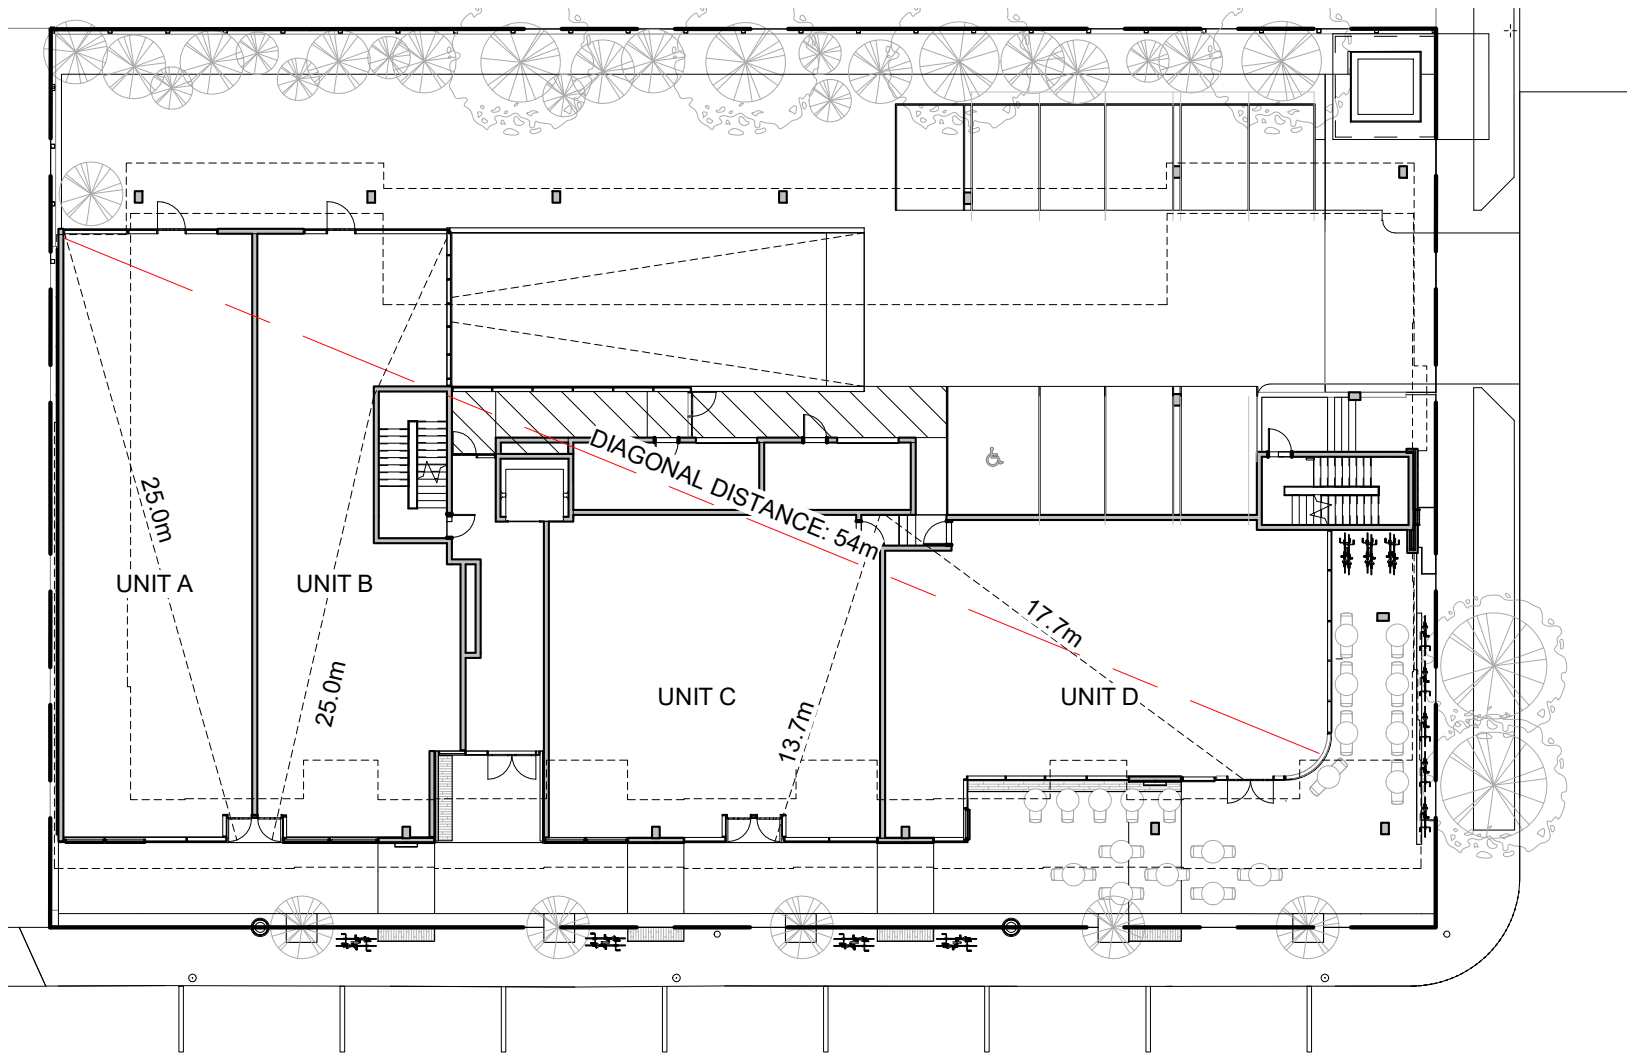 DIAGONAL DISTANCE: 54m
25.0m
UNIT A
UNIT B
17.7m
25.0m
UNIT C
13.7m
UNIT D